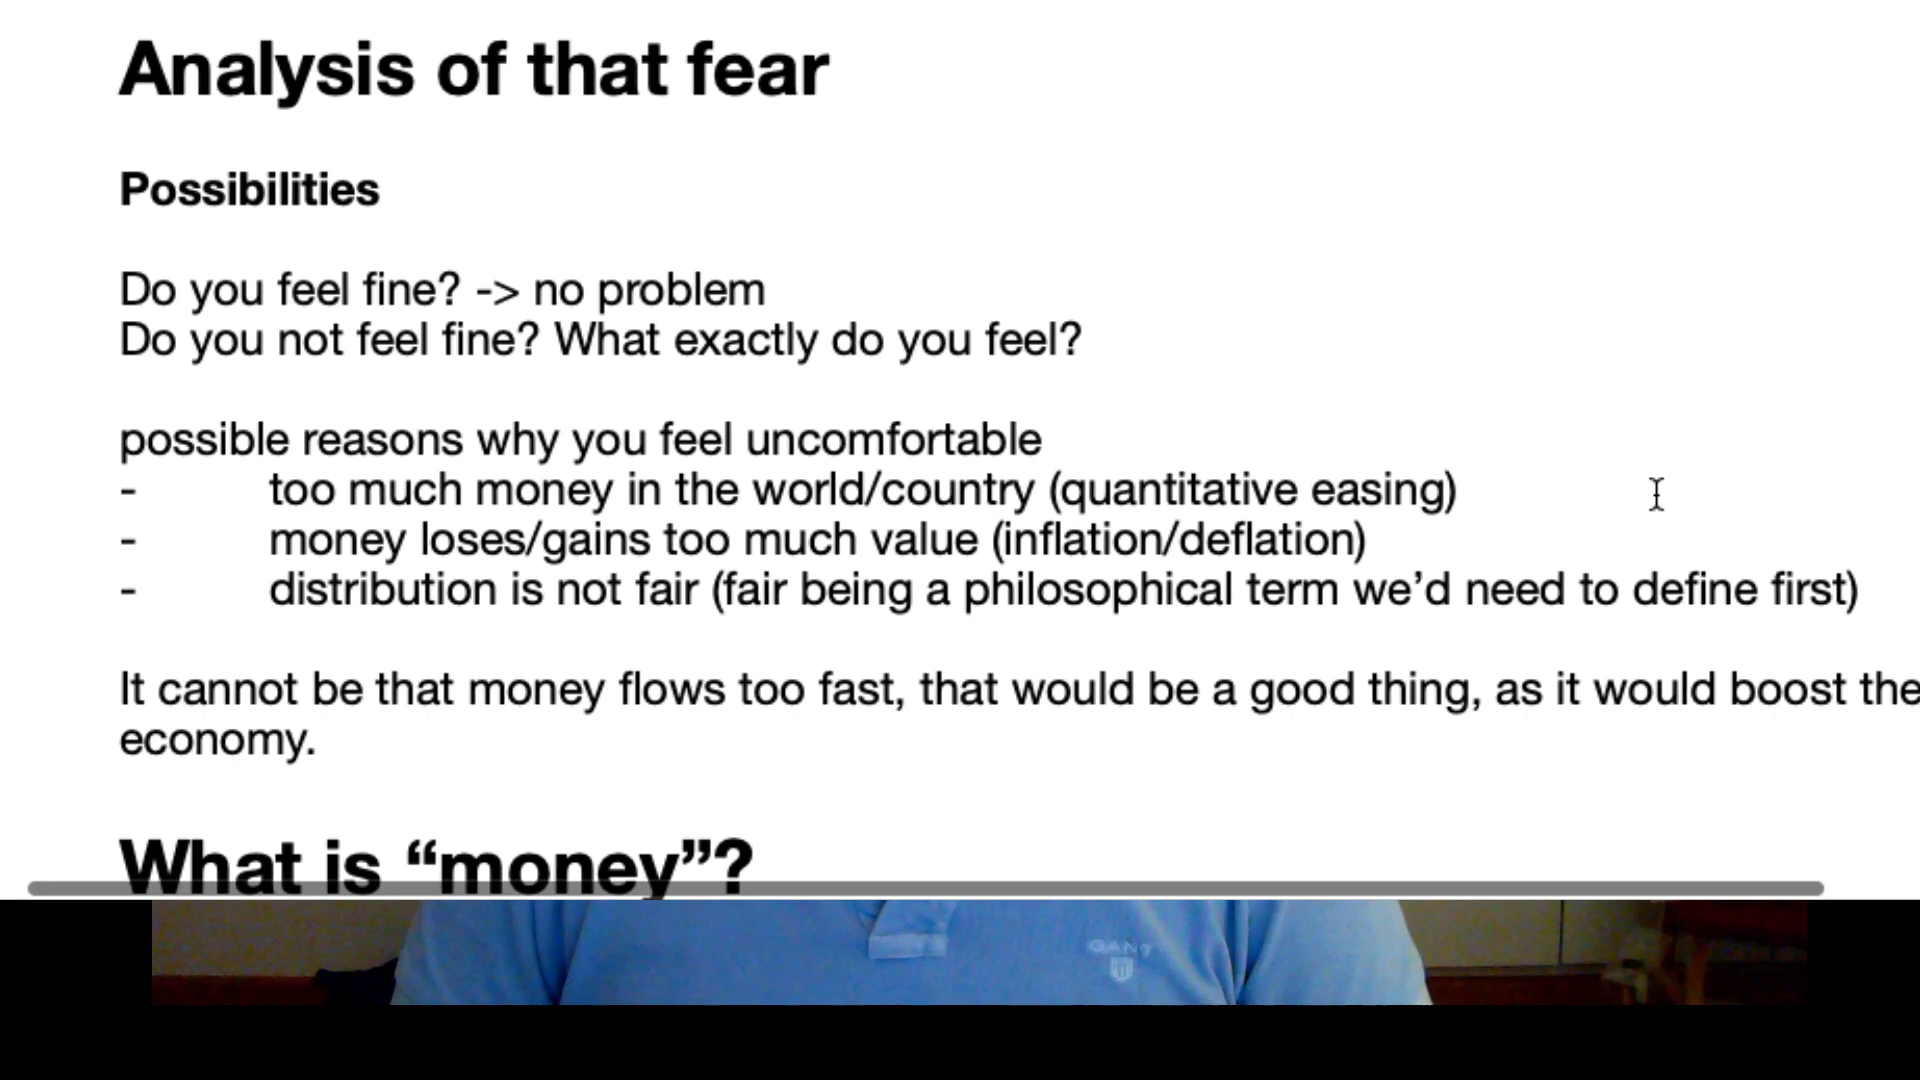 Analysis of that fear
Possibilities
Do you feel fine? -> no problem
Do you not feel fine? What exactly do you feel?
possible reasons why you feel uncomfortable
- too much money in the world/country (quantitative easing)
- money loses/gains too much value (inflation/deflation)
- distribution is not fair (fair being a philosophical term we’d need to define first)
It cannot be that money flows too fast, that would be a good thing, as it would boost the
economy.
What is “money”?
GANT